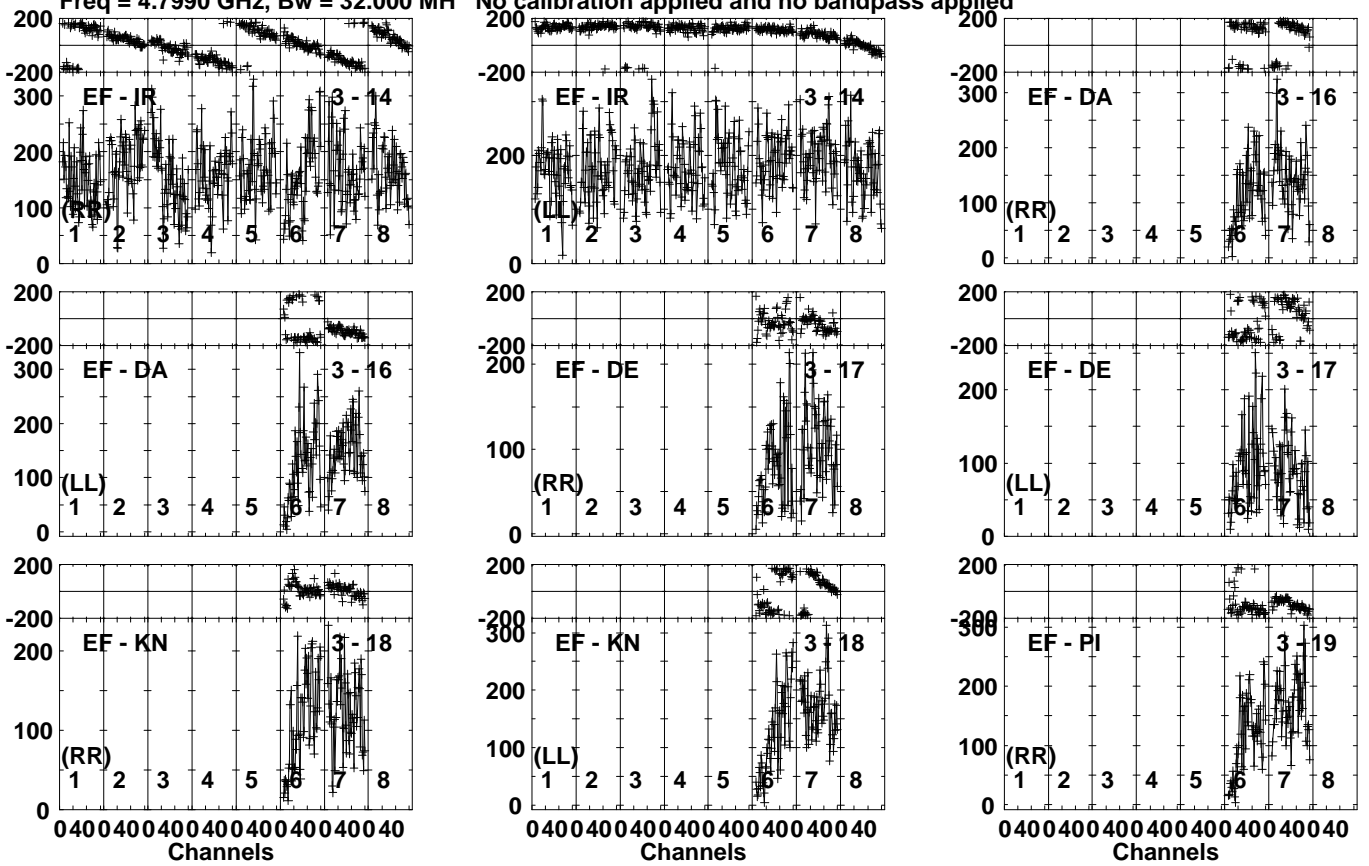 Freq = 4.7990 GHz, Bw = 32.000 MH No calibration applied and no bandpass applied
200 200 200
-200 -200 -200
300 EF - IR 3 - 14 EF - IR 3 - 14 300 EF - DA 3 - 16
200 200 200
100 100
(RR) (LL) (RR)
1 2 3 4 5 6 7 8 1 2 3 4 5 6 7 8 1 2 3 4 5 6 7 8
0 0 0
200 200 200
-200 -200 -200
300 EF - DA 3 - 16 200 EF - DE 3 - 17 EF - DE 3 - 17
200 200
100 100 100
(LL) (RR) (LL)
1 2 3 4 5 6 7 8 1 2 3 4 5 6 7 8 1 2 3 4 5 6 7 8
0 0 0
200 200 200
-200 -200 -200
200 EF - KN 3 - 18 300 EF - KN 3 - 18 300 EF - PI 3 - 19
200 200
100 100 100
(RR) (LL) (RR)
1 2 3 4 5 6 7 8 1 2 3 4 5 6 7 8 1 2 3 4 5 6 7 8
0 0 0
0 40 0 40 0 40 0 40 0 40 0 40 0 40 0 40 0 40 0 40 0 40 0 40 0 40 0 40 0 40 0 40 0 40 0 40 0 40 0 40 0 40 0 40 0 40 0 40
Channels Channels Channels